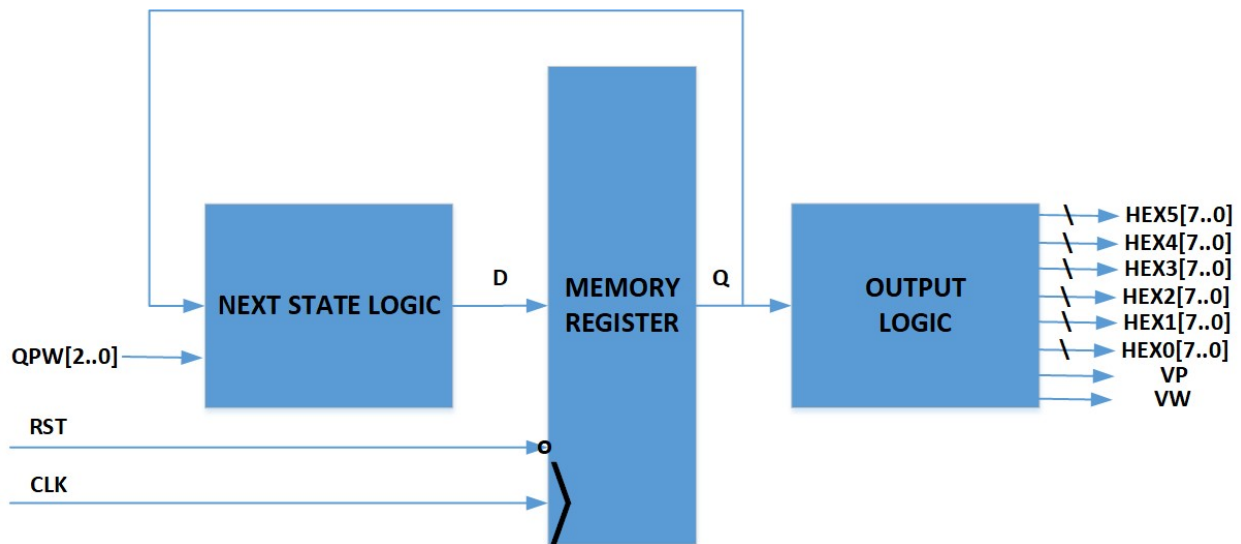 NEXT STATE LOGIC
QPW[2..0]
RST
CLK
D
MEMORY
REGISTER
Q
OUTPUT
LOGIC
HEX5[7..0]
HEX4[7..0]
HEX3[7..0]
HEX2[7..0]
HEX1[7..0]
HEX0[7..0]
VP
VW